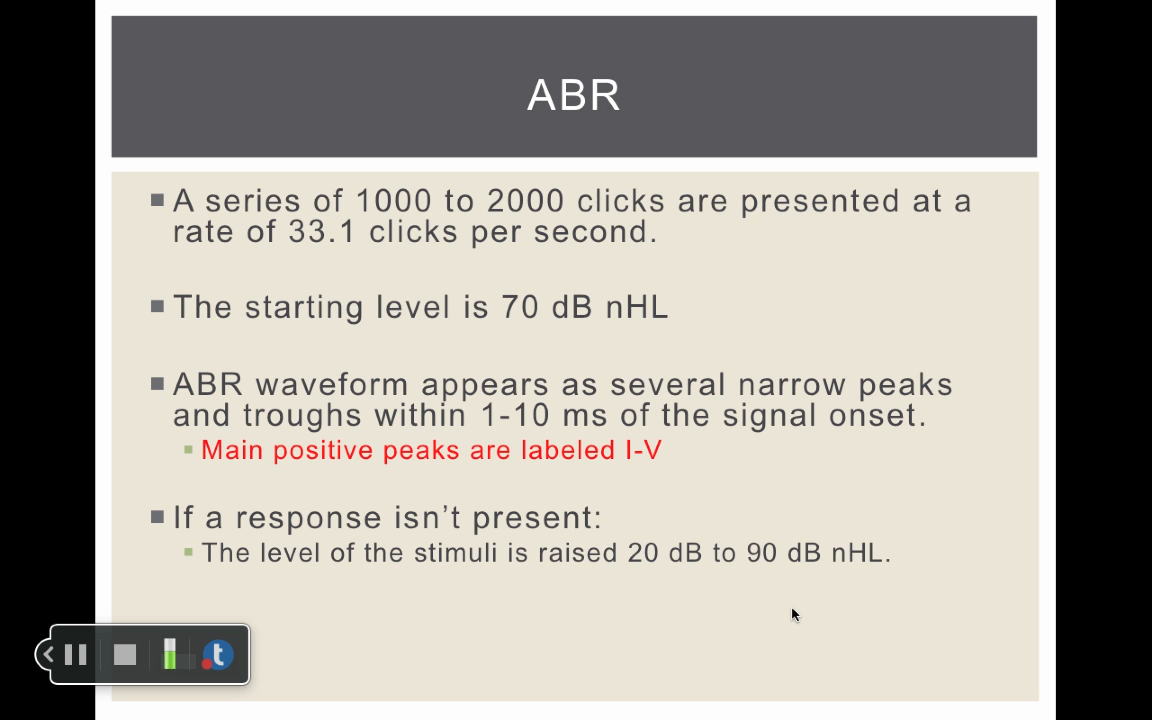 ABR
A series of 1000 to 2000 clicks are presented at a
rate of 33.1 clicks per second.
The starting level is 70 dB nHL
ABR waveform appears as several narrow peaks
and troughs within 1-10 ms of the signal onset.
Main positive peaks are labeled I-V
If a response isn’t present:
The level of the stimuli is raised 20 dB to 90 dB nHL.
t